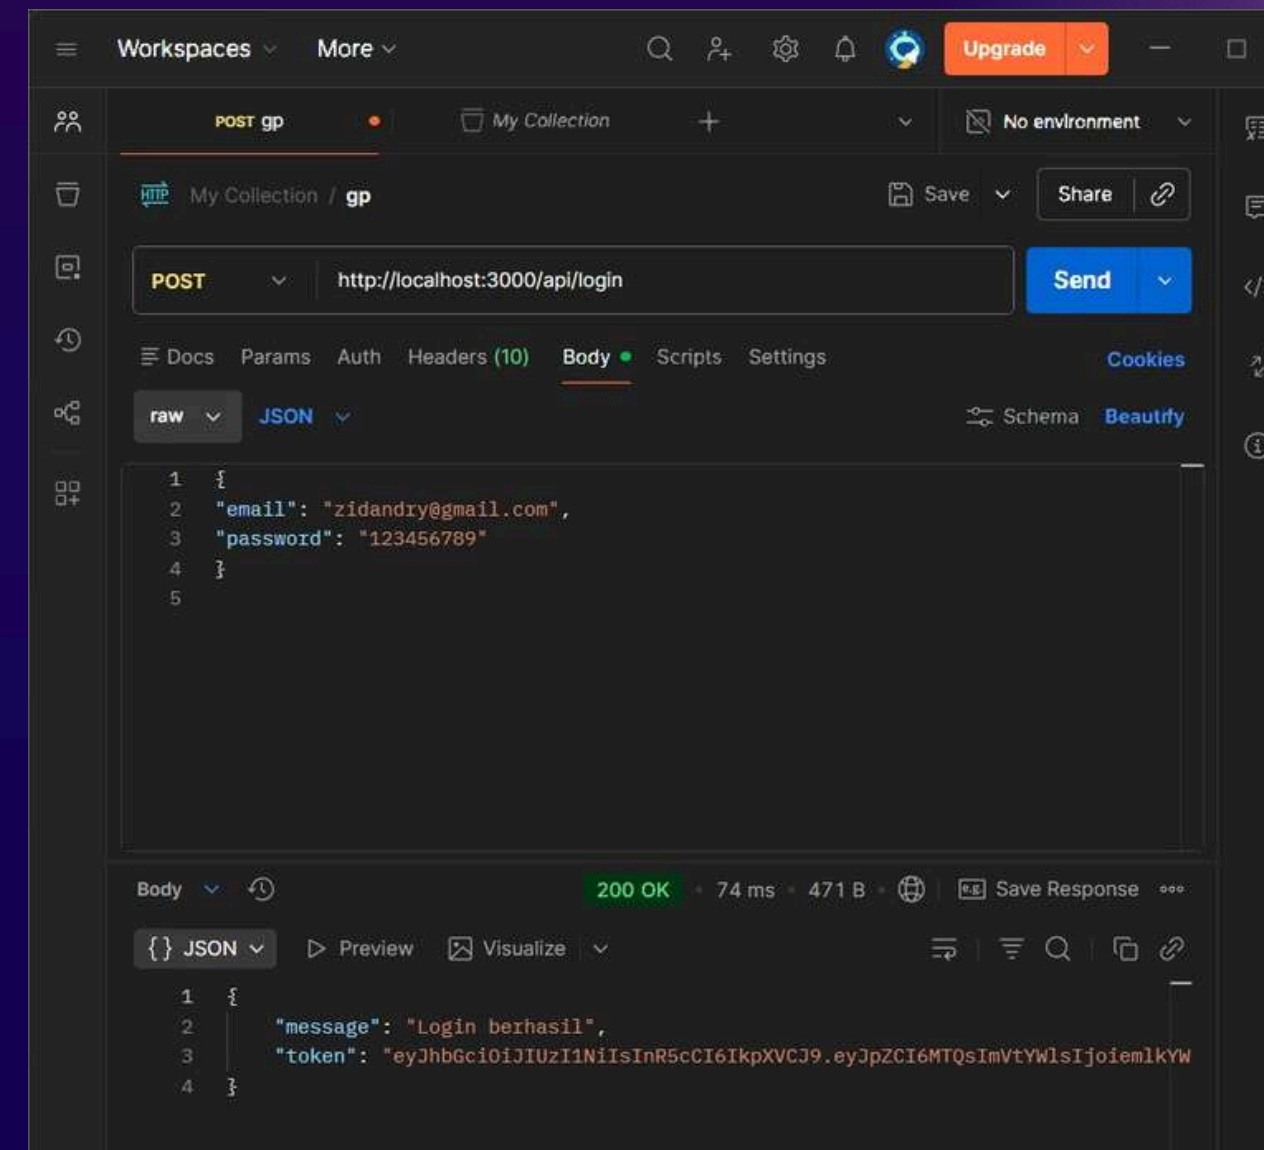 Workspaces More Upgrade
POST gp My Collection No environment
HTTP My Collection / gp Save Share
POST http://localhost:3000/api/login Send
Docs Params Auth Headers (10) Body Scripts Settings Cookies
raw JSON Schema Beautify
1 {
2 "email": "zidandry@gmail.com",
3 "password": "123456789"
4 }
5
Body 200 OK 74 ms 471 B e.g. Save Response
{} JSON Preview Visualize
1 {
2 "message": "Login berhasil",
3 "token": "eyJhbGciOiJIUzI1NiIsInR5cCI6IkpXVCJ9.eyJpZCI6MTQsImVtYWlsIjoiemlkYW
4 }